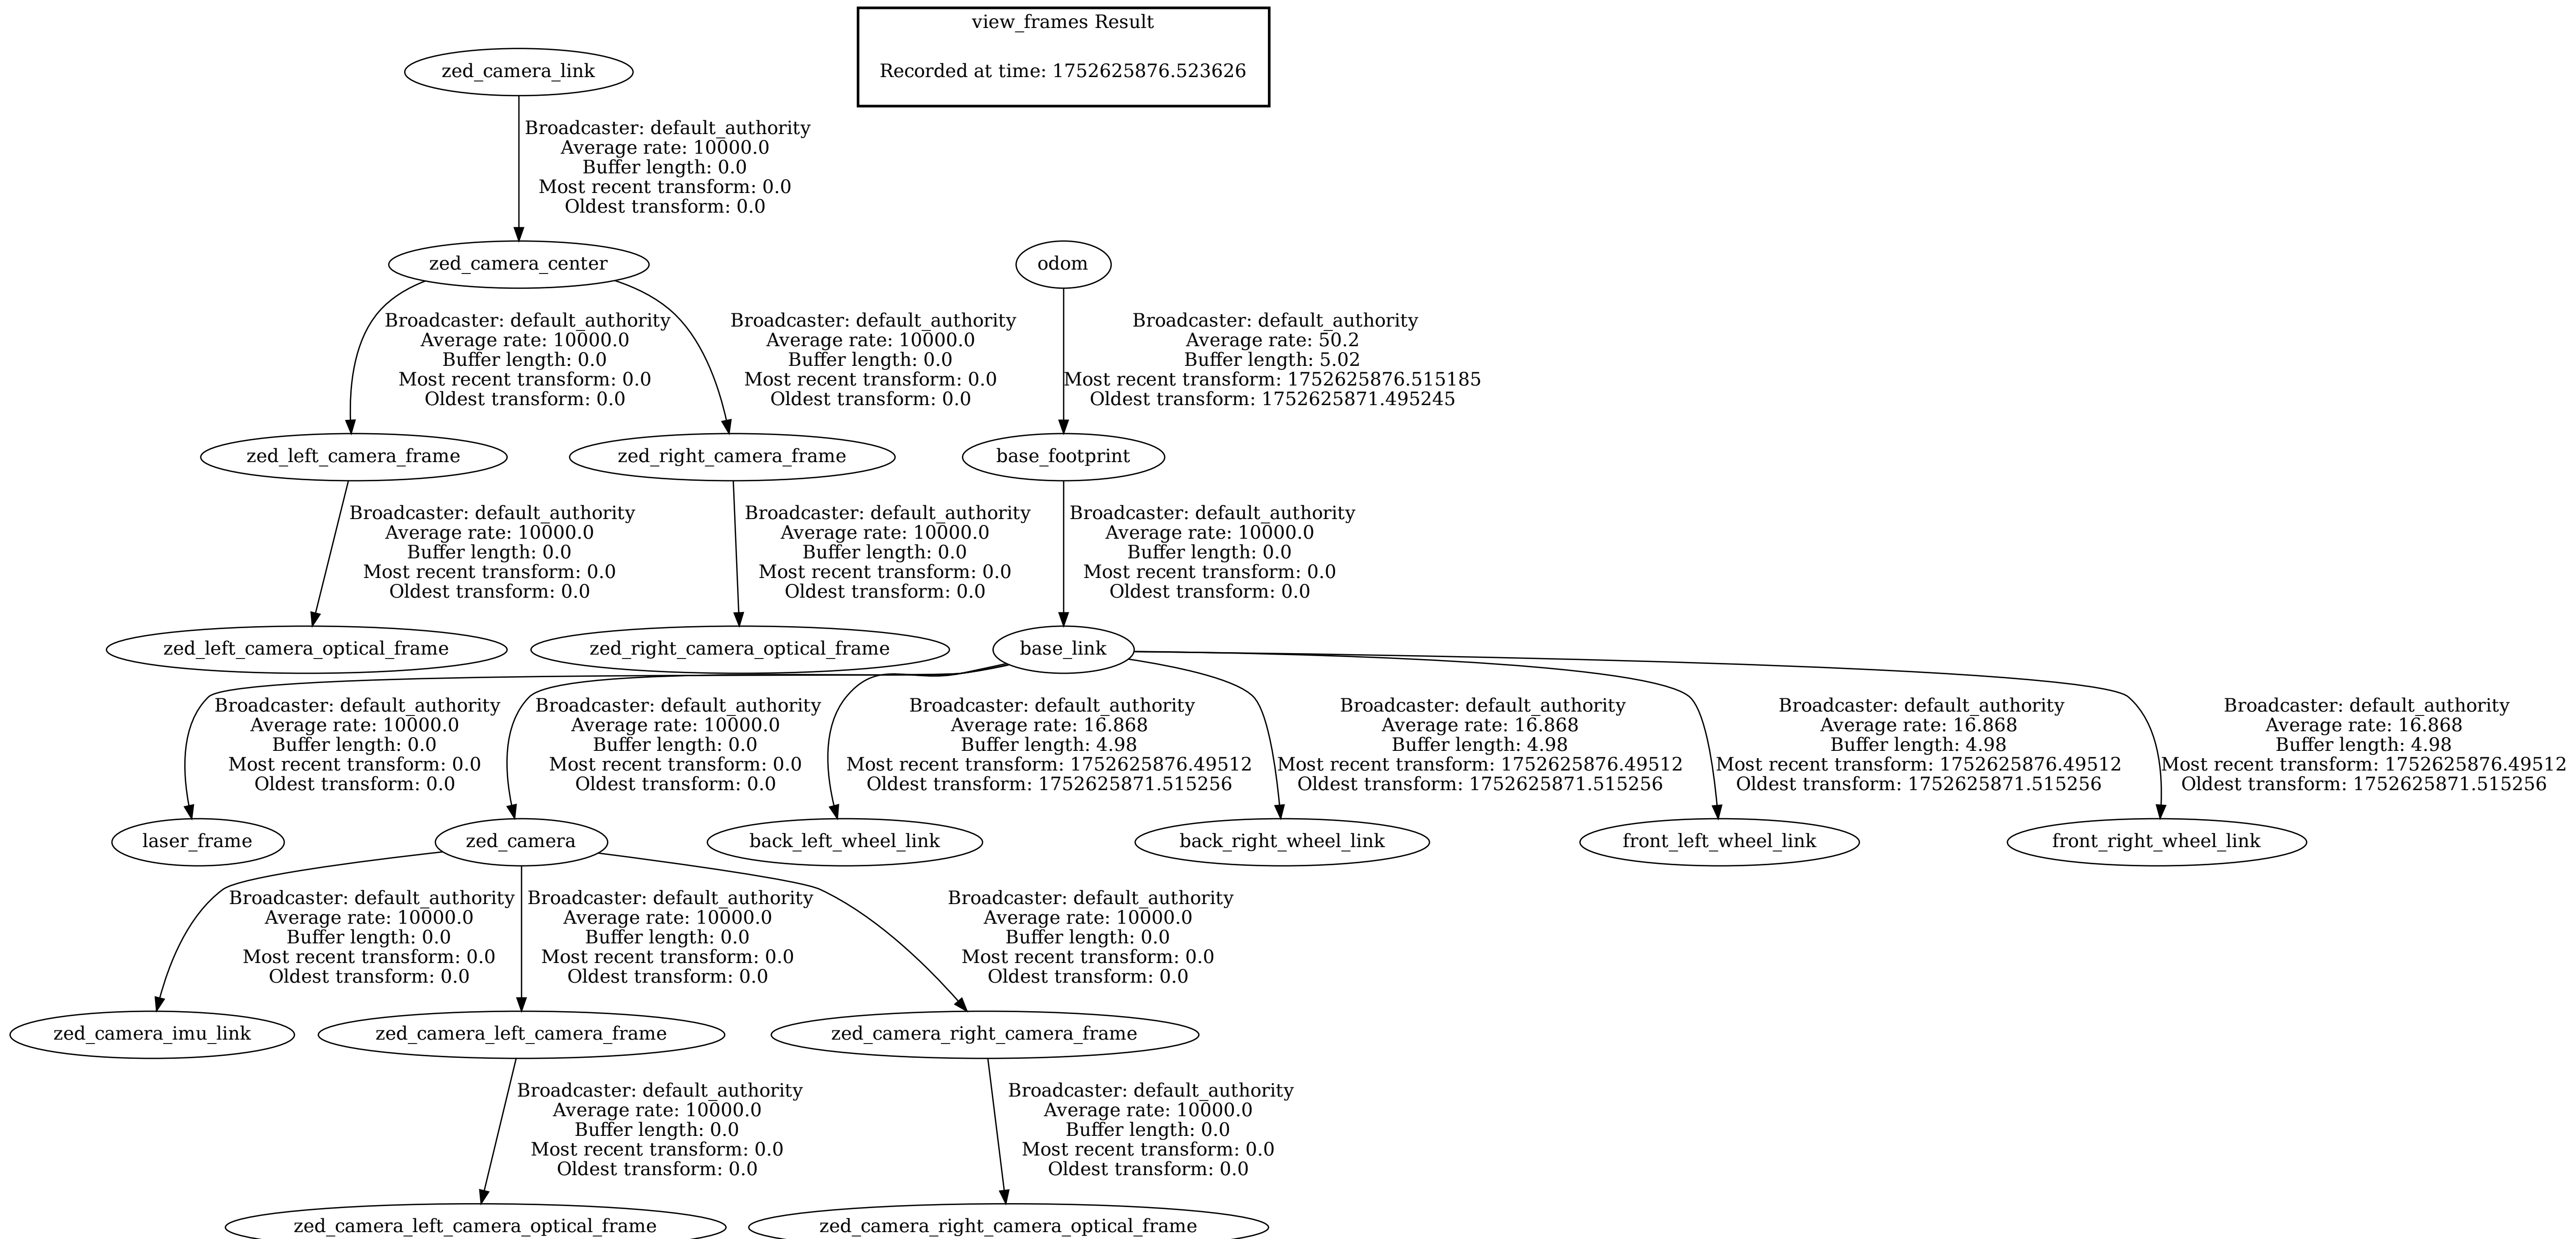 view_frames Result
Recorded at time: 1752625876.523626
zed_camera_link
Broadcaster: default_authority
Average rate: 10000.0
Buffer length: 0.0
Most recent transform: 0.0
Oldest transform: 0.0
zed_camera_center
odom
Broadcaster: default_authority
Average rate: 10000.0
Buffer length: 0.0
Most recent transform: 0.0
Oldest transform: 0.0
Broadcaster: default_authority
Average rate: 10000.0
Buffer length: 0.0
Most recent transform: 0.0
Oldest transform: 0.0
Broadcaster: default_authority
Average rate: 50.2
Buffer length: 5.02
Most recent transform: 1752625876.515185
Oldest transform: 1752625871.495245
zed_left_camera_frame
zed_right_camera_frame
base_footprint
Broadcaster: default_authority
Average rate: 10000.0
Buffer length: 0.0
Most recent transform: 0.0
Oldest transform: 0.0
Broadcaster: default_authority
Average rate: 10000.0
Buffer length: 0.0
Most recent transform: 0.0
Oldest transform: 0.0
Broadcaster: default_authority
Average rate: 10000.0
Buffer length: 0.0
Most recent transform: 0.0
Oldest transform: 0.0
zed_left_camera_optical_frame
zed_right_camera_optical_frame
base_link
Broadcaster: default_authority
Average rate: 10000.0
Buffer length: 0.0
Most recent transform: 0.0
Oldest transform: 0.0
Broadcaster: default_authority
Average rate: 10000.0
Buffer length: 0.0
Most recent transform: 0.0
Oldest transform: 0.0
Broadcaster: default_authority
Average rate: 16.868
Buffer length: 4.98
Most recent transform: 1752625876.49512
Oldest transform: 1752625871.515256
Broadcaster: default_authority
Average rate: 16.868
Buffer length: 4.98
Most recent transform: 1752625876.49512
Oldest transform: 1752625871.515256
Broadcaster: default_authority
Average rate: 16.868
Buffer length: 4.98
Most recent transform: 1752625876.49512
Oldest transform: 1752625871.515256
Broadcaster: default_authority
Average rate: 16.868
Buffer length: 4.98
Most recent transform: 1752625876.49512
Oldest transform: 1752625871.515256
laser_frame
zed_camera
back_left_wheel_link
back_right_wheel_link
front_left_wheel_link
front_right_wheel_link
Broadcaster: default_authority
Average rate: 10000.0
Buffer length: 0.0
Most recent transform: 0.0
Oldest transform: 0.0
Broadcaster: default_authority
Average rate: 10000.0
Buffer length: 0.0
Most recent transform: 0.0
Oldest transform: 0.0
Broadcaster: default_authority
Average rate: 10000.0
Buffer length: 0.0
Most recent transform: 0.0
Oldest transform: 0.0
zed_camera_imu_link
zed_camera_left_camera_frame
zed_camera_right_camera_frame
Broadcaster: default_authority
Average rate: 10000.0
Buffer length: 0.0
Most recent transform: 0.0
Oldest transform: 0.0
Broadcaster: default_authority
Average rate: 10000.0
Buffer length: 0.0
Most recent transform: 0.0
Oldest transform: 0.0
zed_camera_left_camera_optical_frame
zed_camera_right_camera_optical_frame